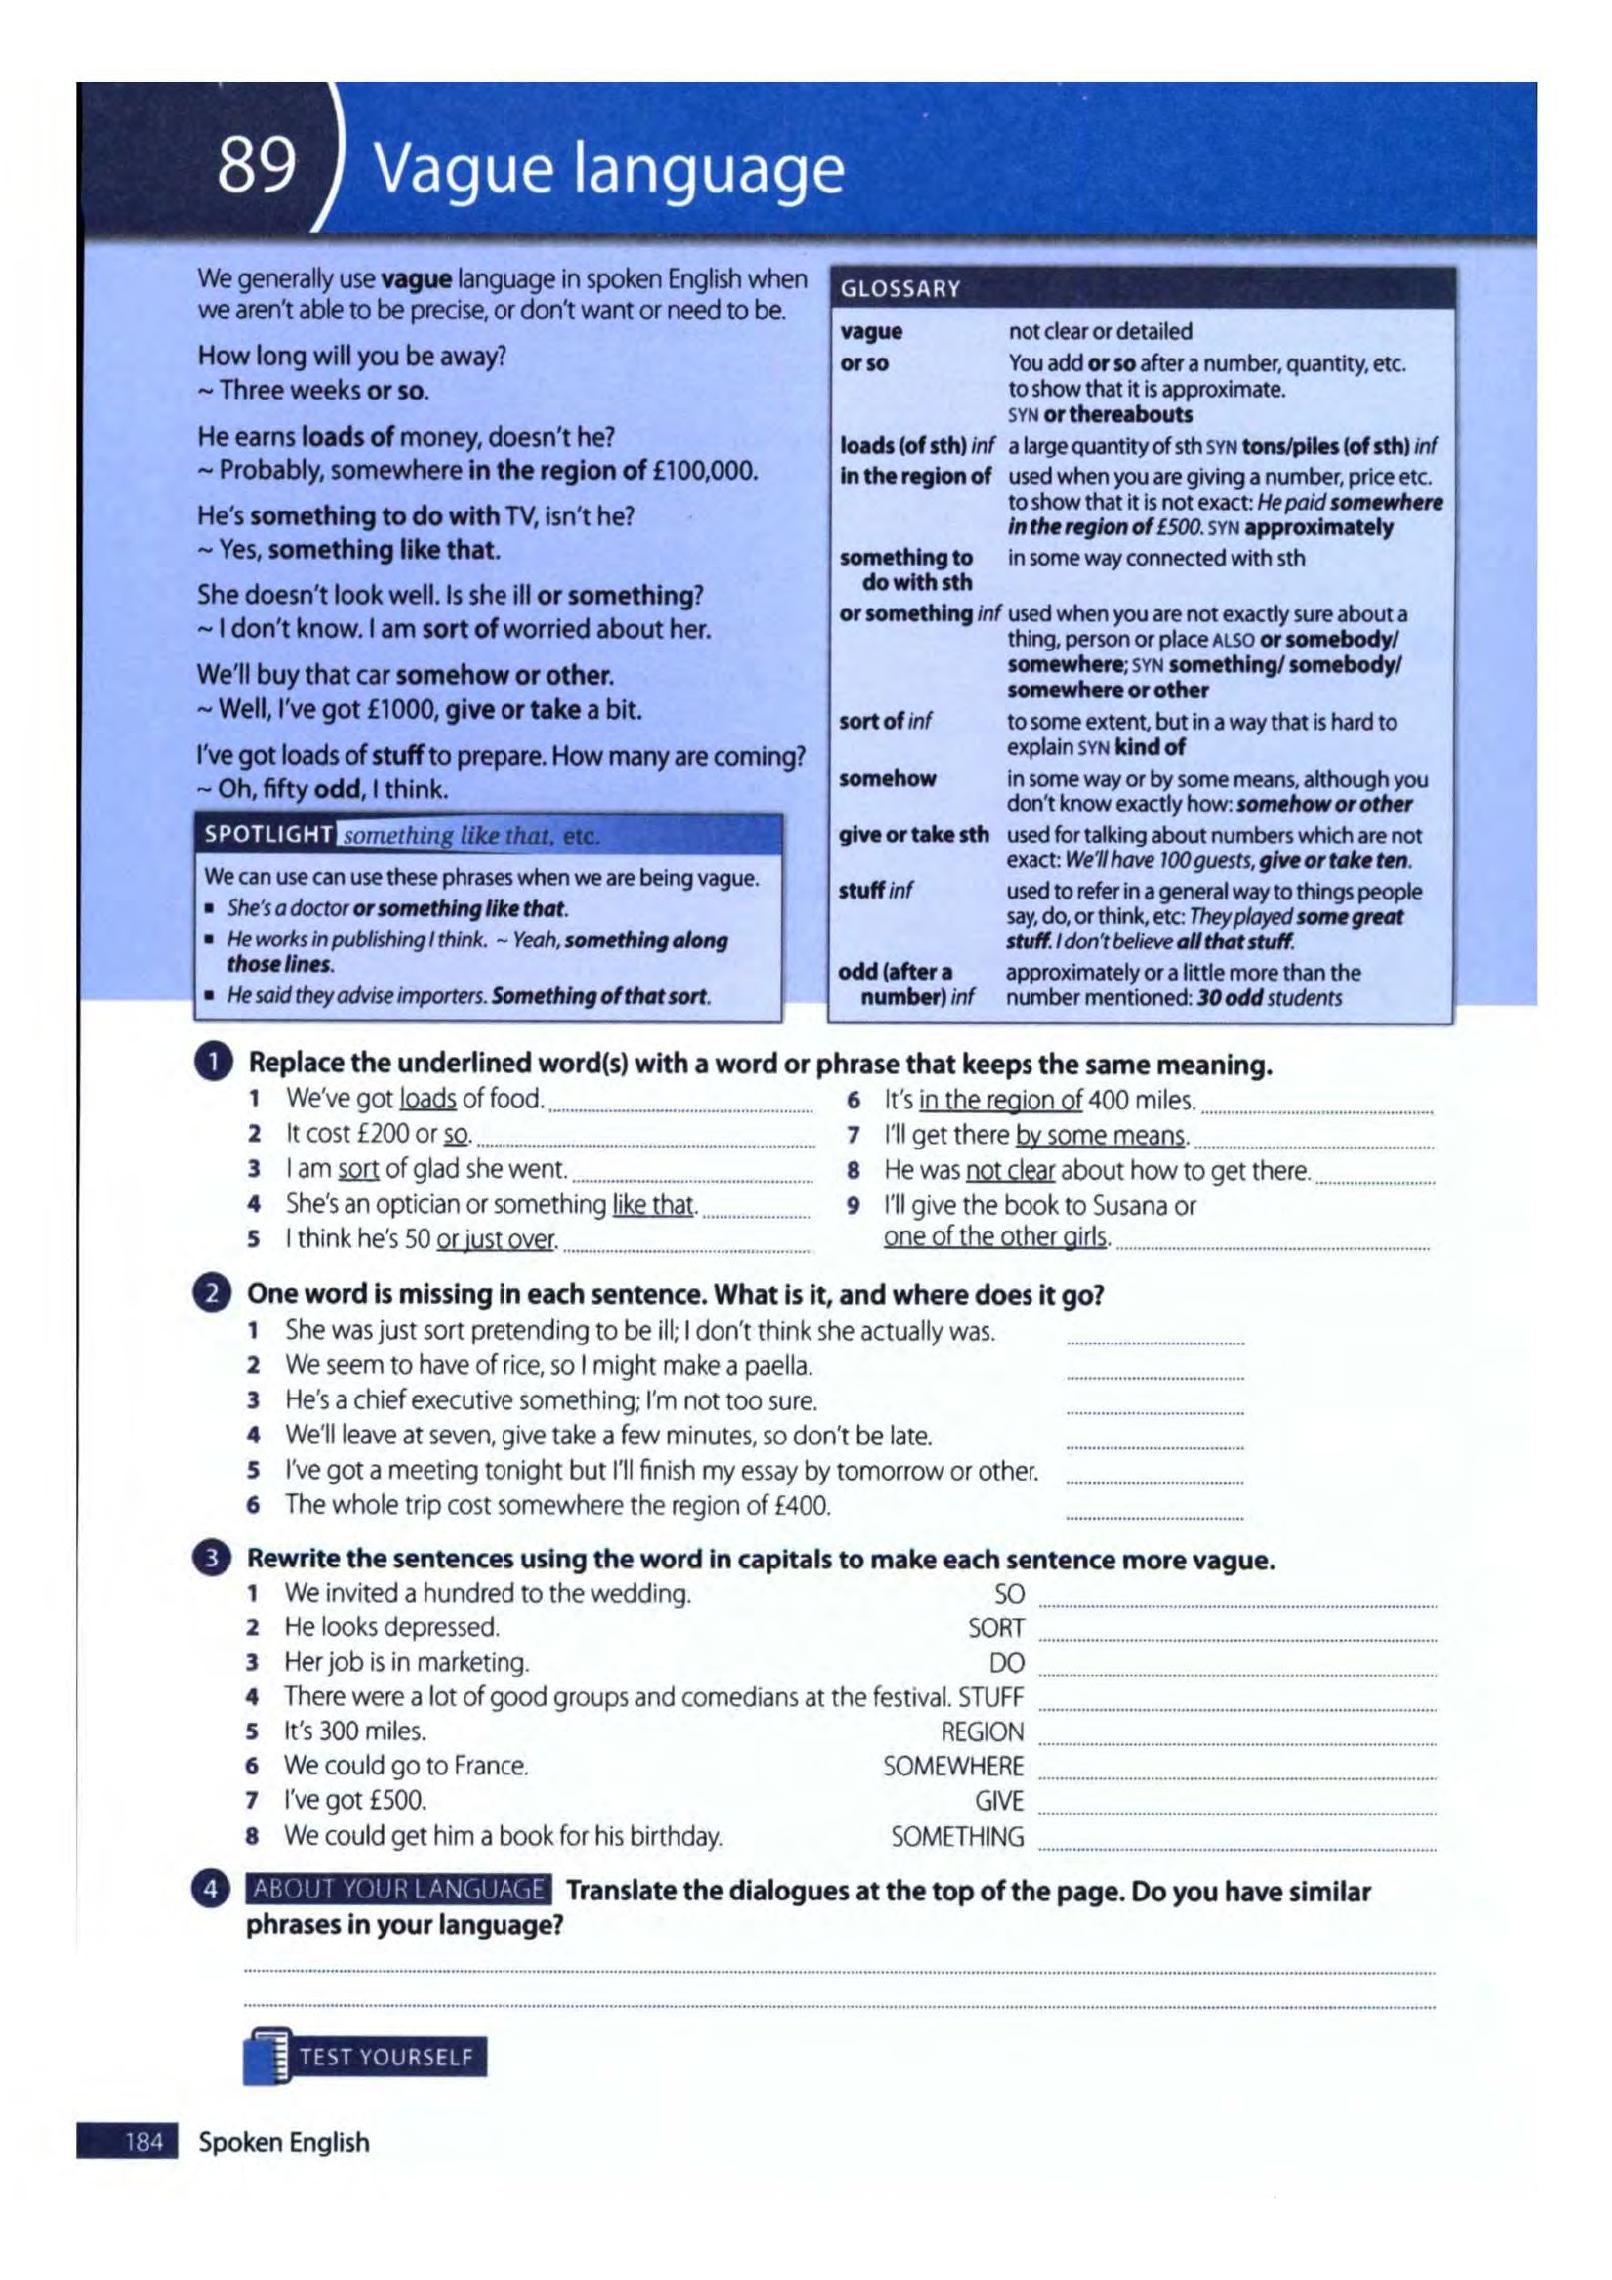 89 Vague language
We generally use vague language in spoken English when
we aren't able to be precise, or don't want or need to be.
How long will you be away?
~ Three weeks or so.
He earns loads of money, doesn't he?
~ Probably, somewhere in the region of £100,000.
He's something to do with TV, isn't he?
~ Yes, something like that.
She doesn't look well. Is she ill or something?
~ I don't know. I am sort of worried about her.
We'll buy that car somehow or other.
~ Well, I've got £1000, give or take a bit.
I've got loads of stuff to prepare. How many are coming?
~ Oh, fifty odd, I think.
SPOTLIGHT something like that, etc.
We can use can use these phrases when we are being vague.
▪ She's a doctor or something like that.
▪ He works in publishing I think. ~ Yeah, something along
those lines.
▪ He said they advise importers. Something of that sort.
GLOSSARY
vague not clear or detailed
or so You add or so after a number, quantity, etc.
to show that it is approximate.
SYN or thereabouts
loads (of sth) inf a large quantity of sth SYN tons/piles (of sth) inf
in the region of used when you are giving a number, price etc.
to show that it is not exact: He paid somewhere
in the region of £500. SYN approximately
something to in some way connected with sth
do with sth
or something inf used when you are not exactly sure about a
thing, person or place ALSO or somebody/
somewhere; SYN something/ somebody/
somewhere or other
sort of inf to some extent, but in a way that is hard to
explain SYN kind of
somehow in some way or by some means, although you
don't know exactly how: somehow or other
give or take sth used for talking about numbers which are not
exact: We'll have 100 guests, give or take ten.
stuff inf used to refer in a general way to things people
say, do, or think, etc: They played some great
stuff. I don't believe all that stuff.
odd (after a approximately or a little more than the
number) inf number mentioned: 30 odd students
1 Replace the underlined word(s) with a word or phrase that keeps the same meaning.
1 We've got loads of food.
2 It cost £200 or so.
3 I am sort of glad she went.
4 She's an optician or something like that.
5 I think he's 50 or just over.
6 It's in the region of 400 miles.
7 I'll get there by some means.
8 He was not clear about how to get there.
9 I'll give the book to Susana or
one of the other girls.
2 One word is missing in each sentence. What is it, and where does it go?
1 She was just sort pretending to be ill; I don't think she actually was.
2 We seem to have of rice, so I might make a paella.
3 He's a chief executive something; I'm not too sure.
4 We'll leave at seven, give take a few minutes, so don't be late.
5 I've got a meeting tonight but I'll finish my essay by tomorrow or other.
6 The whole trip cost somewhere the region of £400.
3 Rewrite the sentences using the word in capitals to make each sentence more vague.
1 We invited a hundred to the wedding. SO
2 He looks depressed. SORT
3 Her job is in marketing. DO
4 There were a lot of good groups and comedians at the festival. STUFF
5 It's 300 miles. REGION
6 We could go to France. SOMEWHERE
7 I've got £500. GIVE
8 We could get him a book for his birthday. SOMETHING
4 ABOUT YOUR LANGUAGE Translate the dialogues at the top of the page. Do you have similar
phrases in your language?
TEST YOURSELF
184 Spoken English